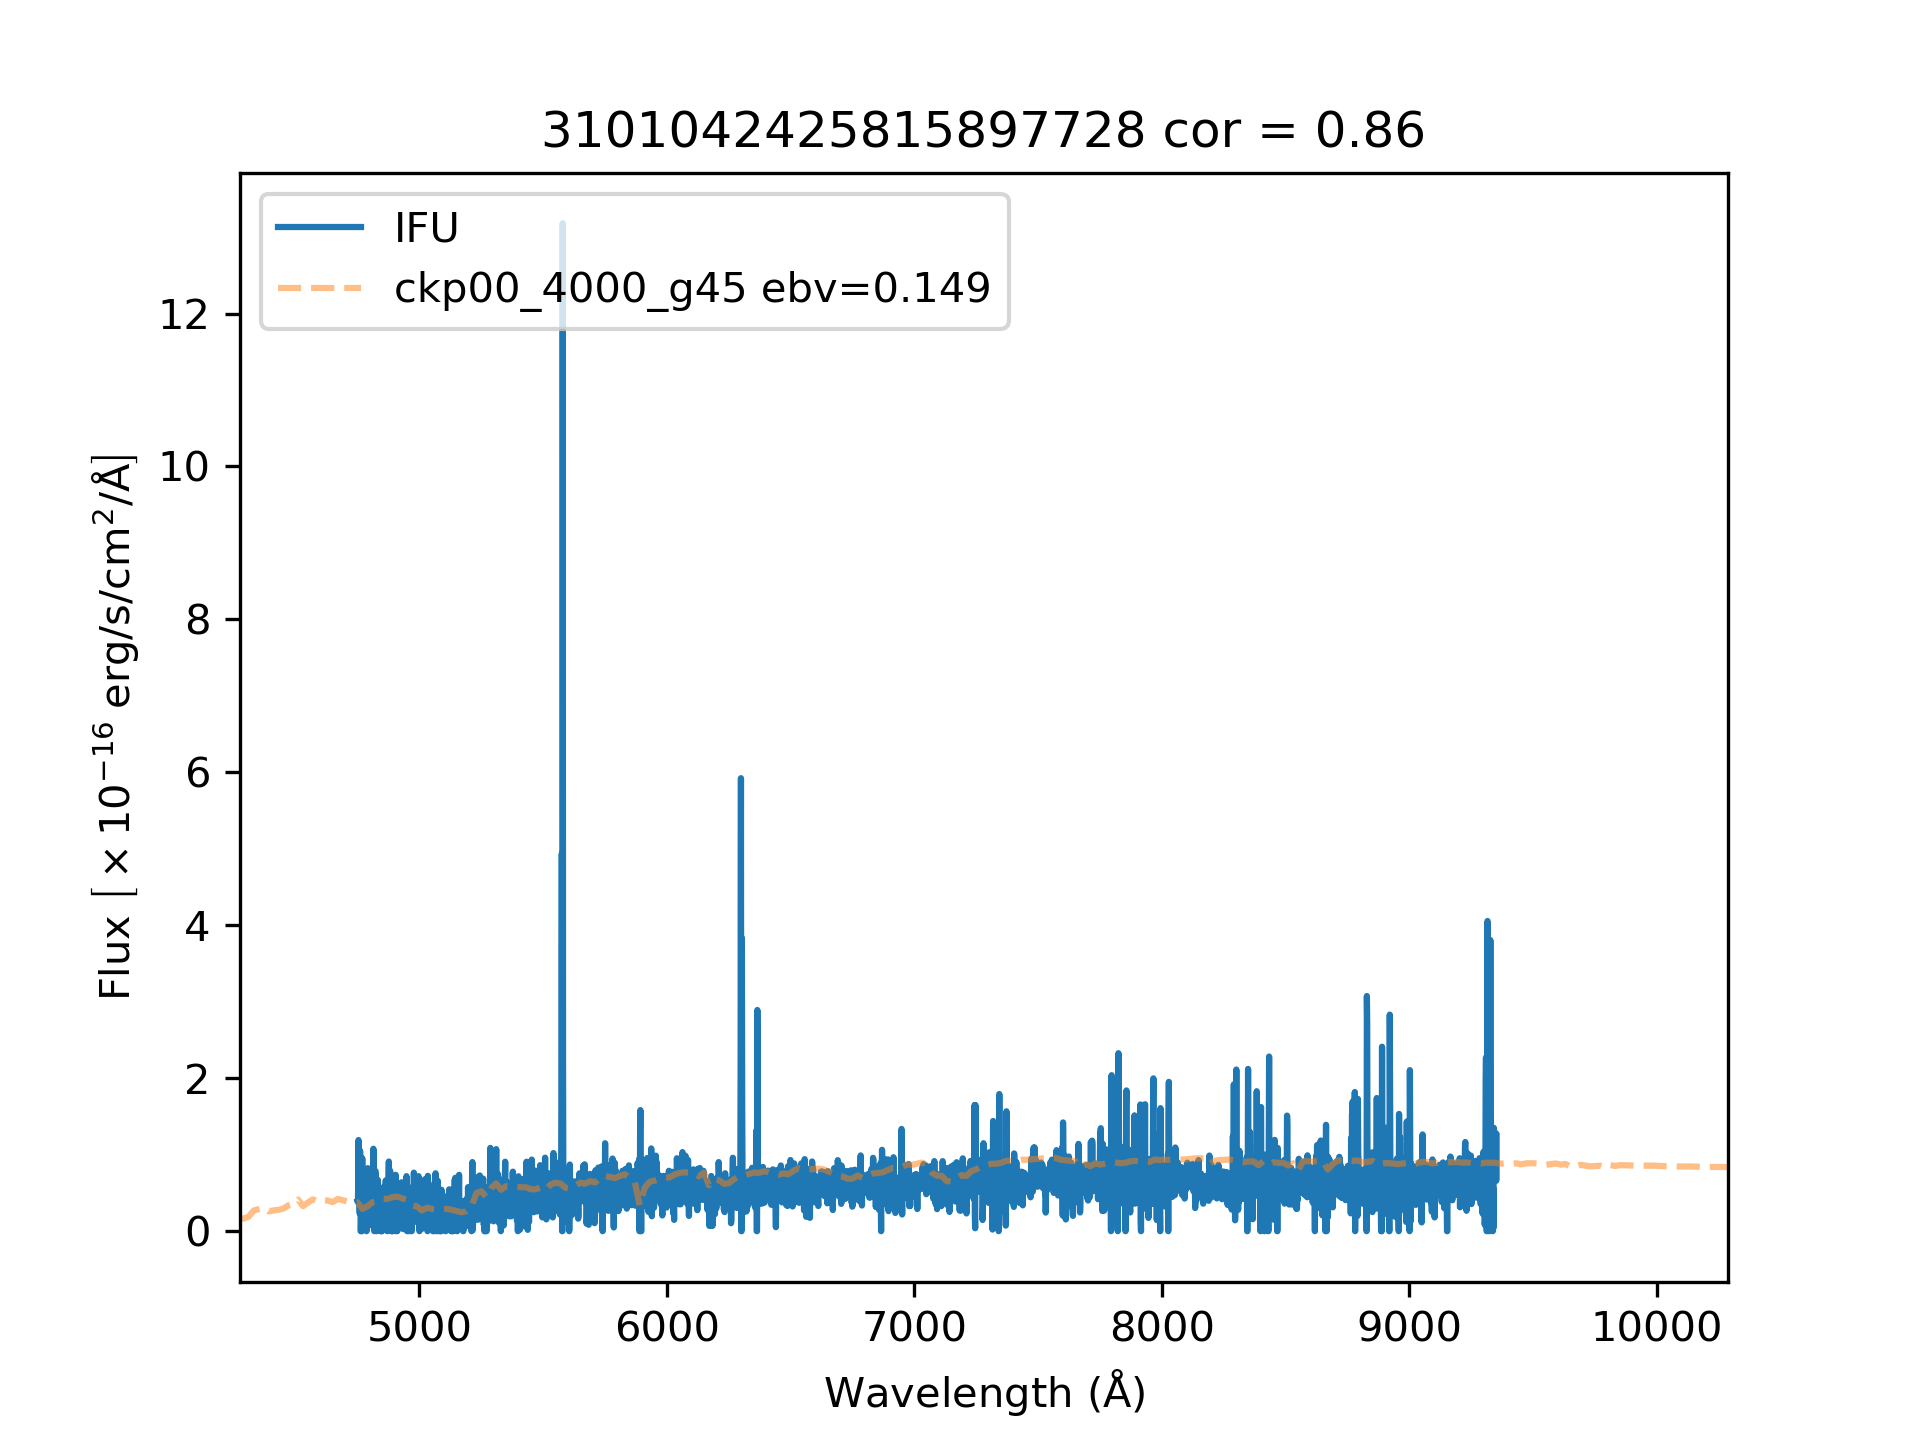 3101042425815897728 cor = 0.86
IFU
ckp00_4000_g45 ebv=0.149
12
10
8
6
4
2
0
Flux [ × 10⁻¹⁶ erg/s/cm²/Å]
5000 6000 7000 8000 9000 10000
Wavelength (Å)